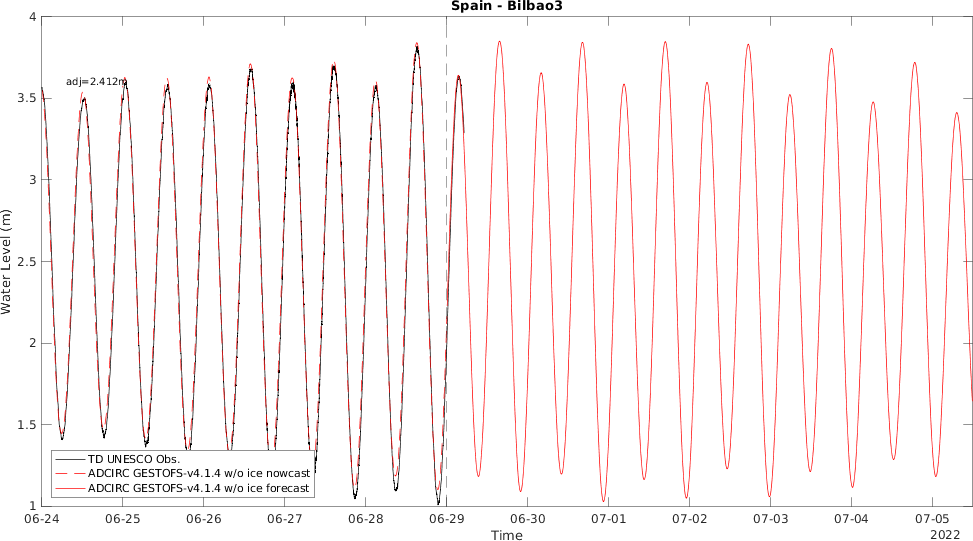 Spain - Bilbao3
4
3.5
3
2.5
2
1.5
1
Water Level (m)
adj=2.412m
TD UNESCO Obs.
ADCIRC GESTOFS-v4.1.4 w/o ice nowcast
ADCIRC GESTOFS-v4.1.4 w/o ice forecast
06-24 06-25 06-26 06-27 06-28 06-29 06-30 07-01 07-02 07-03 07-04 07-05
Time
2022